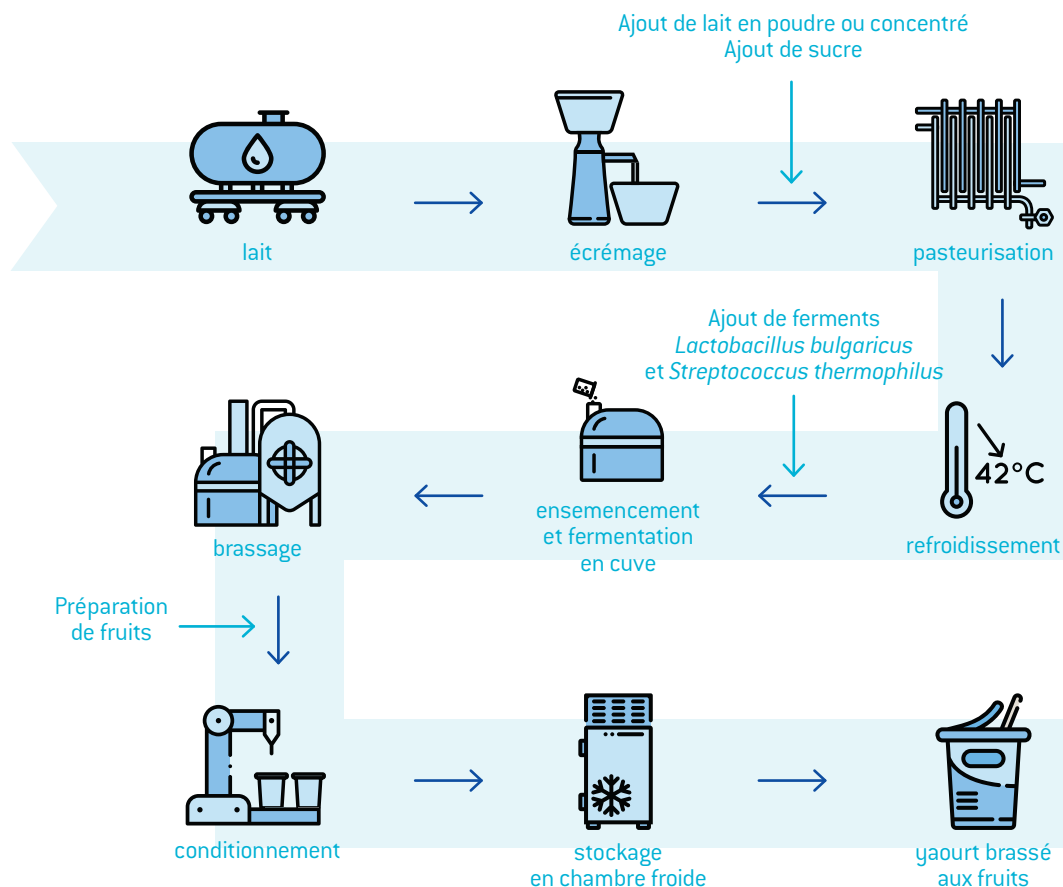 Ajout de lait en poudre ou concentré
Ajout de sucre
lait
écrémage
pasteurisation
Ajout de ferments
Lactobacillus bulgaricus
et Streptococcus thermophilus
42°C
refroidissement
ensemencement
et fermentation
en cuve
brassage
Préparation
de fruits
conditionnement
stockage
en chambre froide
yaourt brassé
aux fruits